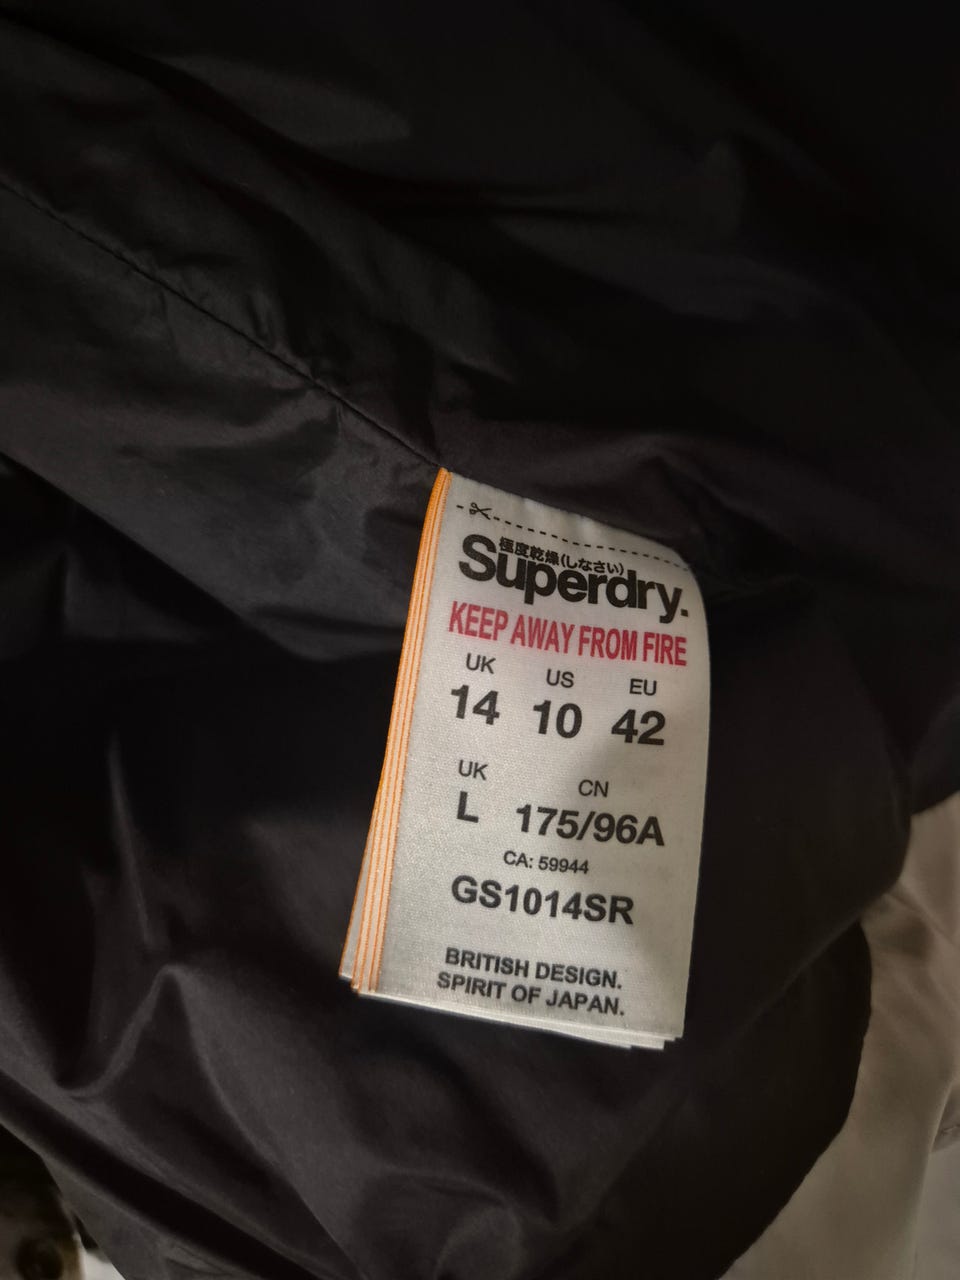 極度乾燥(しなさい)
Superdry.
KEEP AWAY FROM FIRE
UK US EU
14 10 42
UK CN
L 175/96A
CA: 59944
GS1014SR
BRITISH DESIGN.
SPIRIT OF JAPAN.